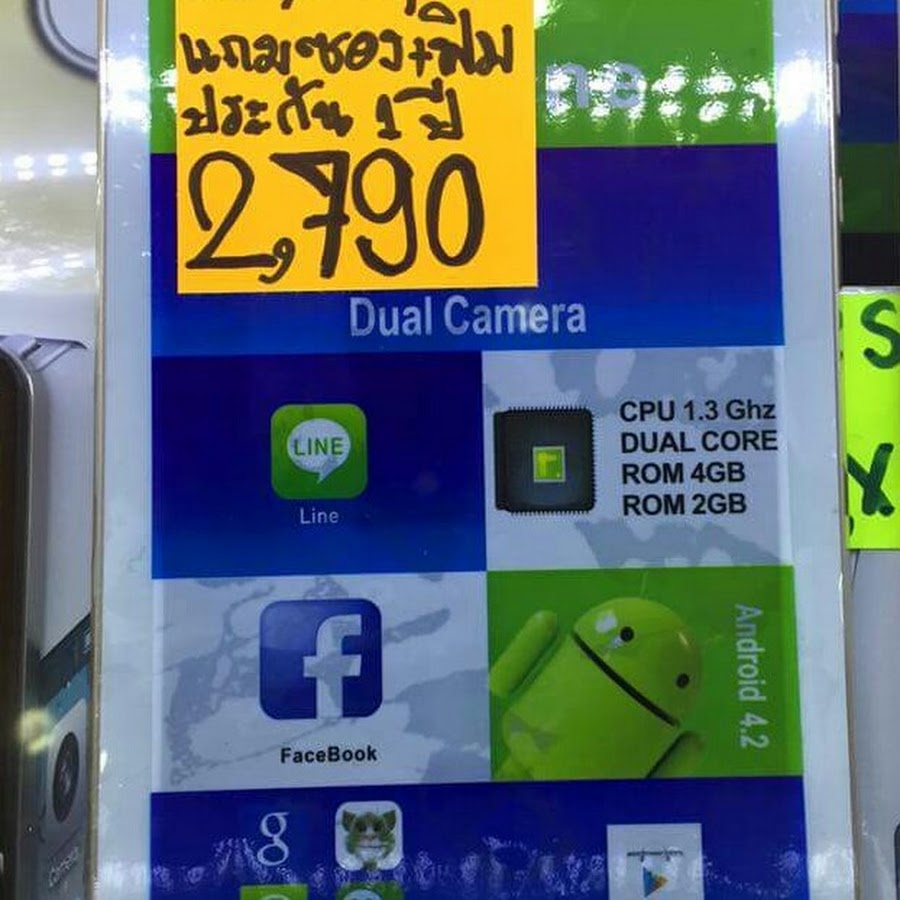 แถมซอง+ฟิล์ม
ประกัน 1 ปี
2,790
Dual Camera
LINE
Line
CPU 1.3 Ghz
DUAL CORE
ROM 4GB
ROM 2GB
FaceBook
Android 4.2
g
S
X